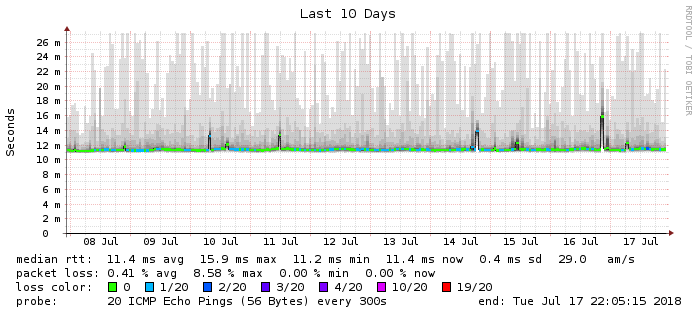 Last 10 Days
RRDTOOL / TOBI OETIKER
Seconds
26 m
24 m
22 m
20 m
18 m
16 m
14 m
12 m
10 m
8 m
6 m
4 m
2 m
0
08 Jul 09 Jul 10 Jul 11 Jul 12 Jul 13 Jul 14 Jul 15 Jul 16 Jul 17 Jul
median rtt: 11.4 ms avg 15.9 ms max 11.2 ms min 11.4 ms now 0.4 ms sd 29.0 am/s
packet loss: 0.41 % avg 8.58 % max 0.00 % min 0.00 % now
loss color: 0 1/20 2/20 3/20 4/20 10/20 19/20
probe: 20 ICMP Echo Pings (56 Bytes) every 300s end: Tue Jul 17 22:05:15 2018